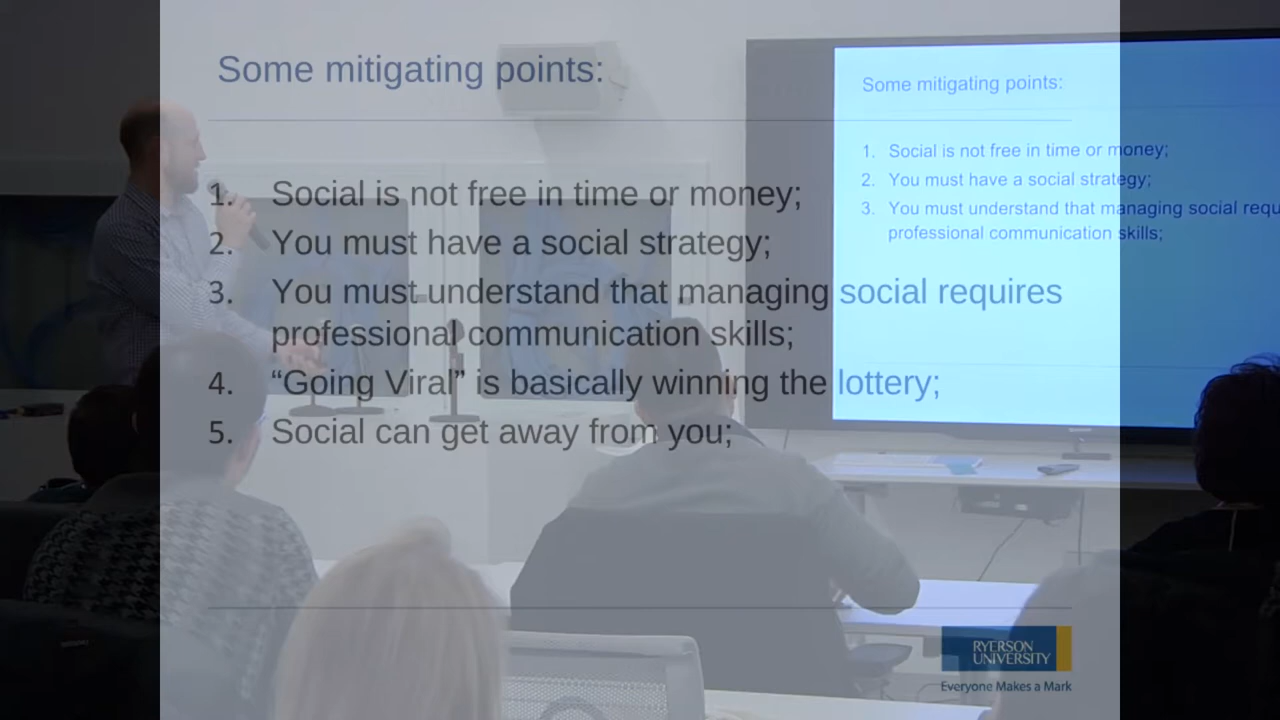 Some mitigating points:
1. Social is not free in time or money;
2. You must have a social strategy;
3. You must understand that managing social requires
professional communication skills;
4. “Going Viral” is basically winning the lottery;
5. Social can get away from you;
RYERSON
UNIVERSITY
Everyone Makes a Mark
Some mitigating points:
1. Social is not free in time or money;
2. You must have a social strategy;
3. You must understand that managing social requ
professional communication skills;